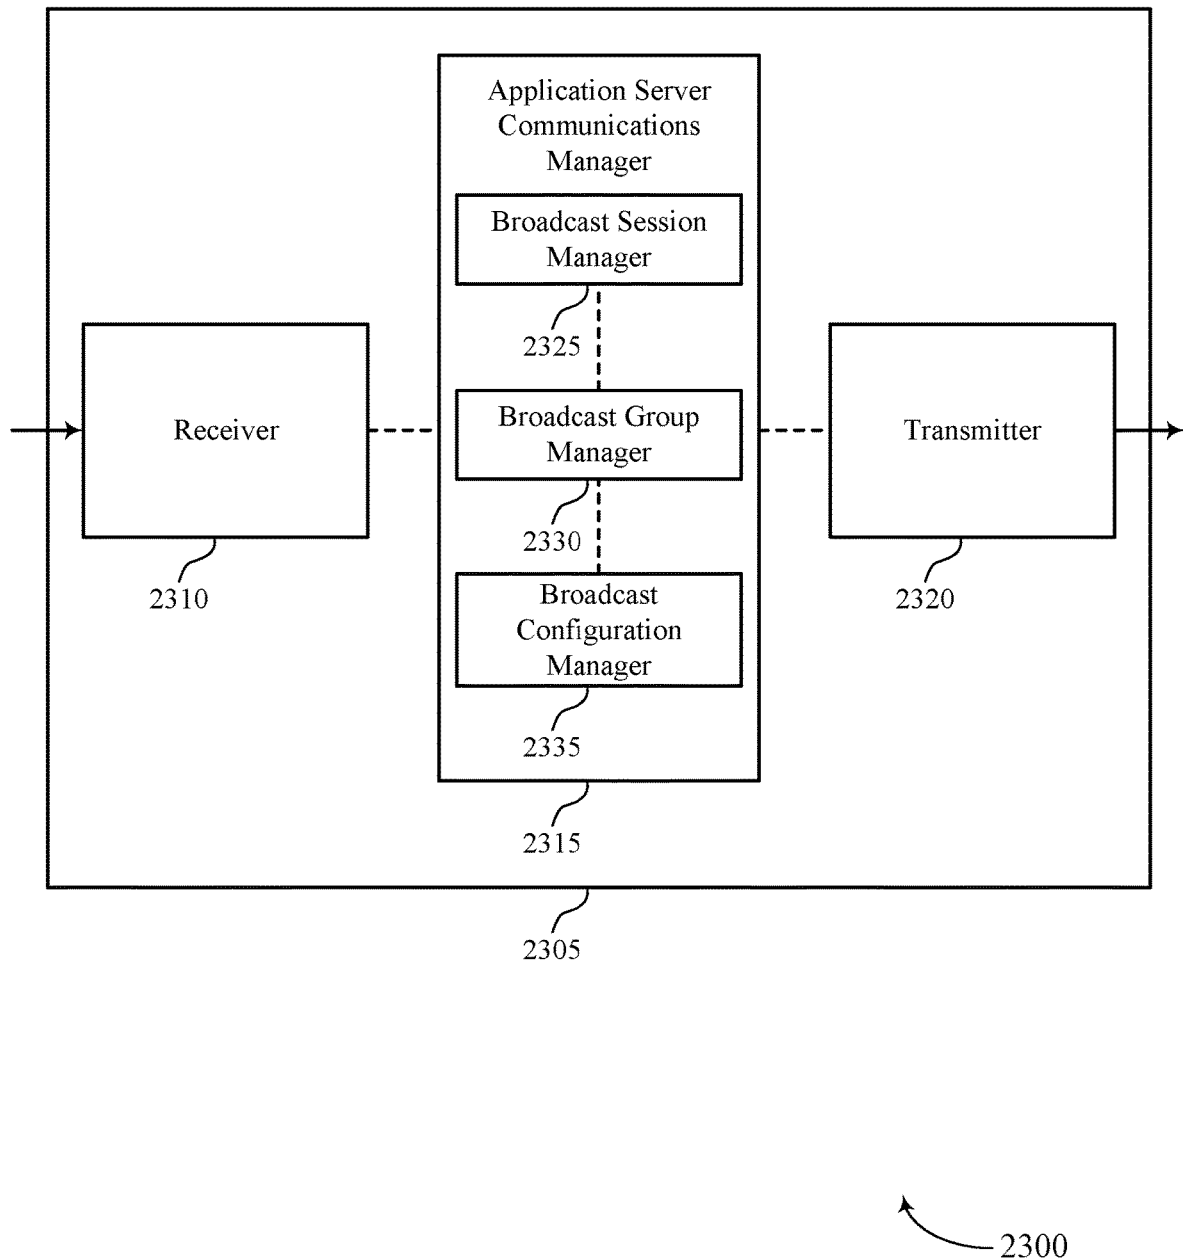 Application Server
Communications
Manager
Broadcast Session
Manager
2325
Receiver
2310
Broadcast Group
Manager
2330
Transmitter
2320
Broadcast
Configuration
Manager
2335
2315
2305
2300